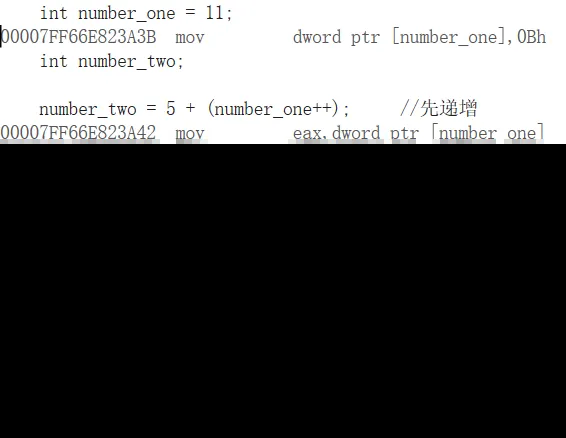 int number_one = 11;
00007FF66E823A3B mov dword ptr [number_one],0Bh
int number_two;
number_two = 5 + (number_one++); //先递增
00007FF66E823A42 mov eax,dword ptr [number_one]